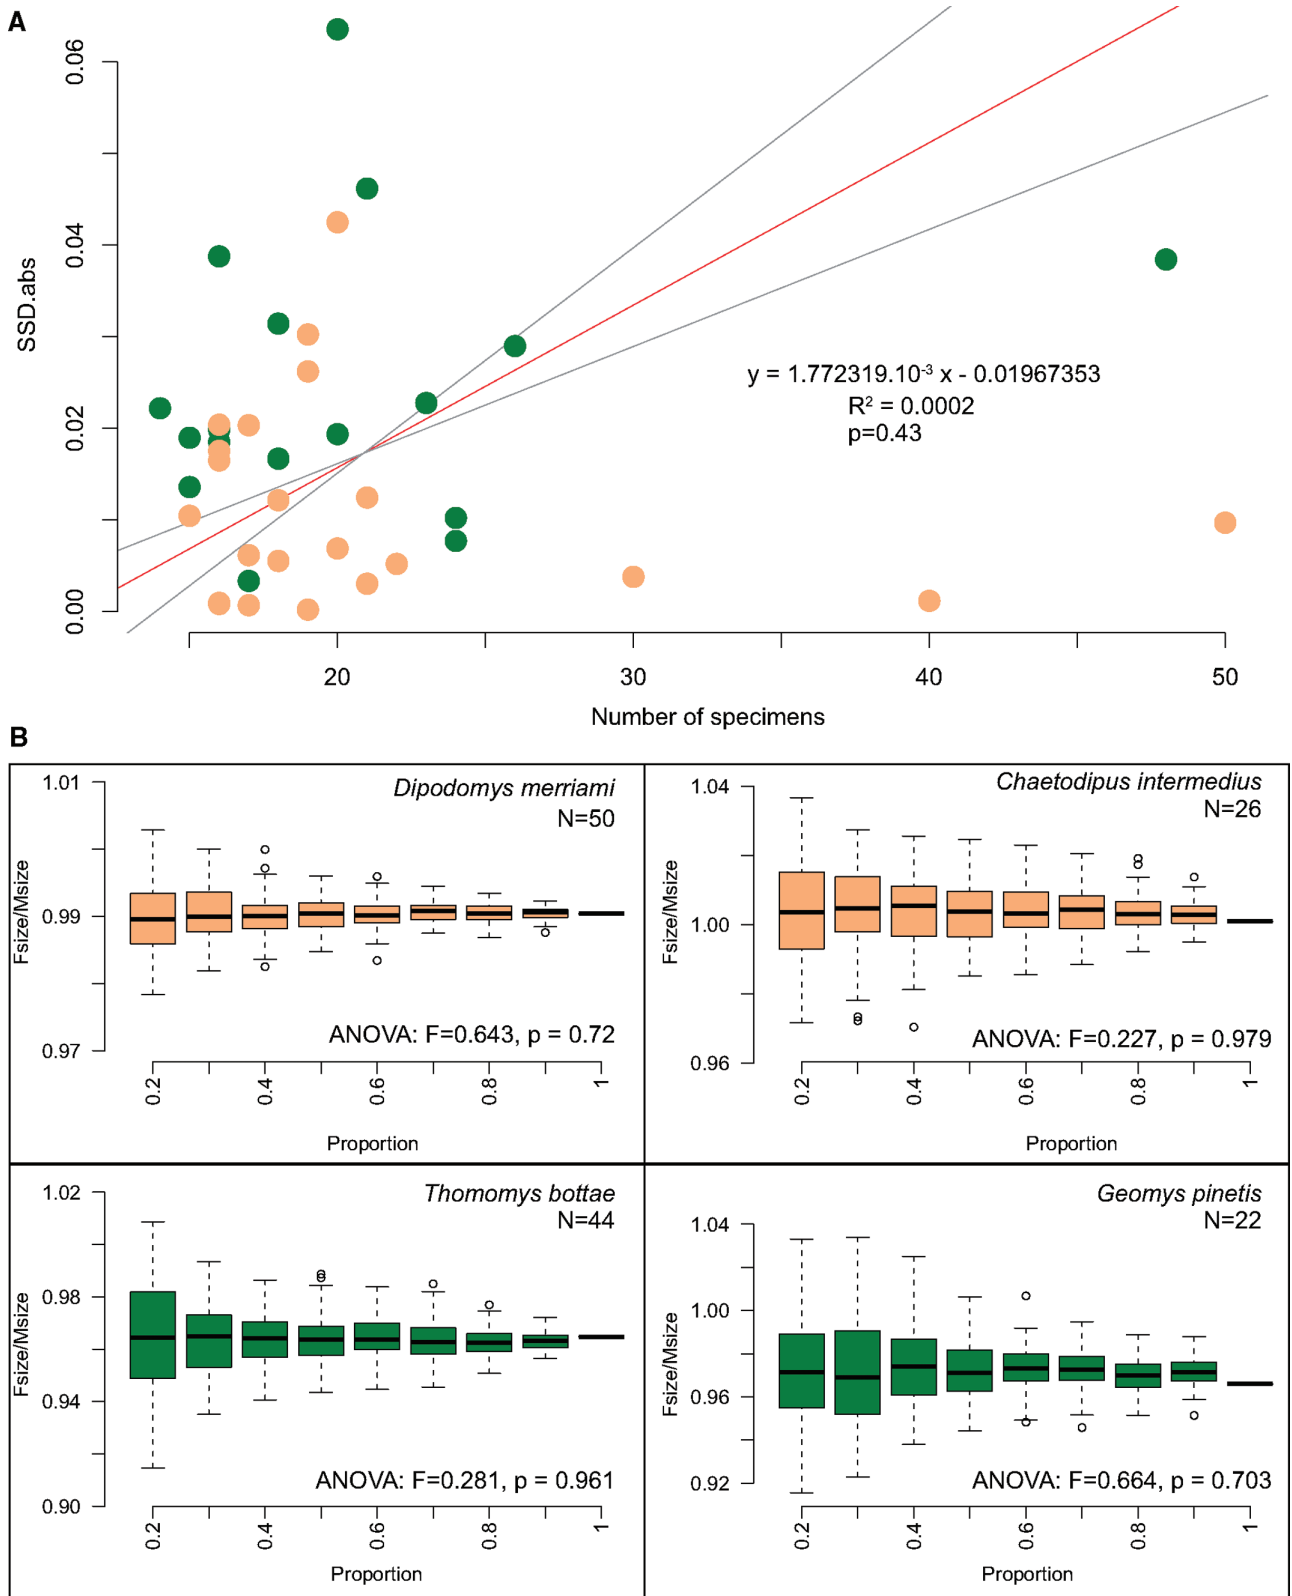 A
0.06
0.04
0.02
0.00
SSD.abs
y = 1.772319.10⁻³ x - 0.01967353
R² = 0.0002
p=0.43
20 30 40 50
Number of specimens
B
Dipodomys merriami
N=50
1.01
0.99
0.97
Fsize/Msize
ANOVA: F=0.643, p = 0.72
0.2 0.4 0.6 0.8 1
Proportion
Chaetodipus intermedius
N=26
1.04
1.00
0.96
Fsize/Msize
ANOVA: F=0.227, p = 0.979
0.2 0.4 0.6 0.8 1
Proportion
Thomomys bottae
N=44
1.02
0.98
0.94
0.90
Fsize/Msize
ANOVA: F=0.281, p = 0.961
0.2 0.4 0.6 0.8 1
Proportion
Geomys pinetis
N=22
1.04
1.00
0.96
0.92
Fsize/Msize
ANOVA: F=0.664, p = 0.703
0.2 0.4 0.6 0.8 1
Proportion